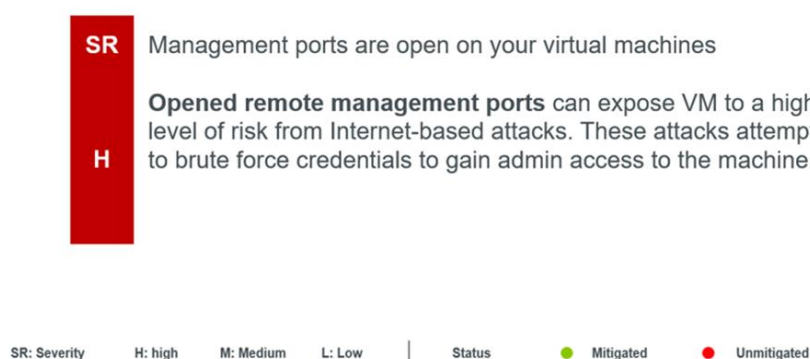 SR Management ports are open on your virtual machines
Opened remote management ports can expose VM to a high
level of risk from Internet-based attacks. These attacks attemp
H to brute force credentials to gain admin access to the machine
SR: Severity H: high M: Medium L: Low Status Mitigated Unmitigated